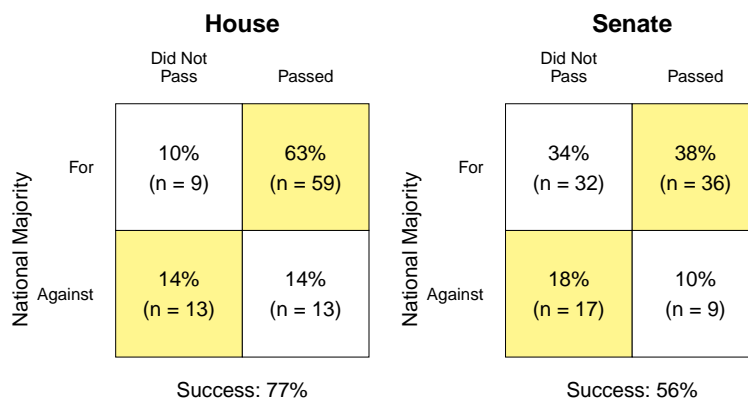 House
Did Not
Pass
Passed
National Majority
For
10%
(n = 9)
63%
(n = 59)
Against
14%
(n = 13)
14%
(n = 13)
Success: 77%
Senate
Did Not
Pass
Passed
National Majority
For
34%
(n = 32)
38%
(n = 36)
Against
18%
(n = 17)
10%
(n = 9)
Success: 56%